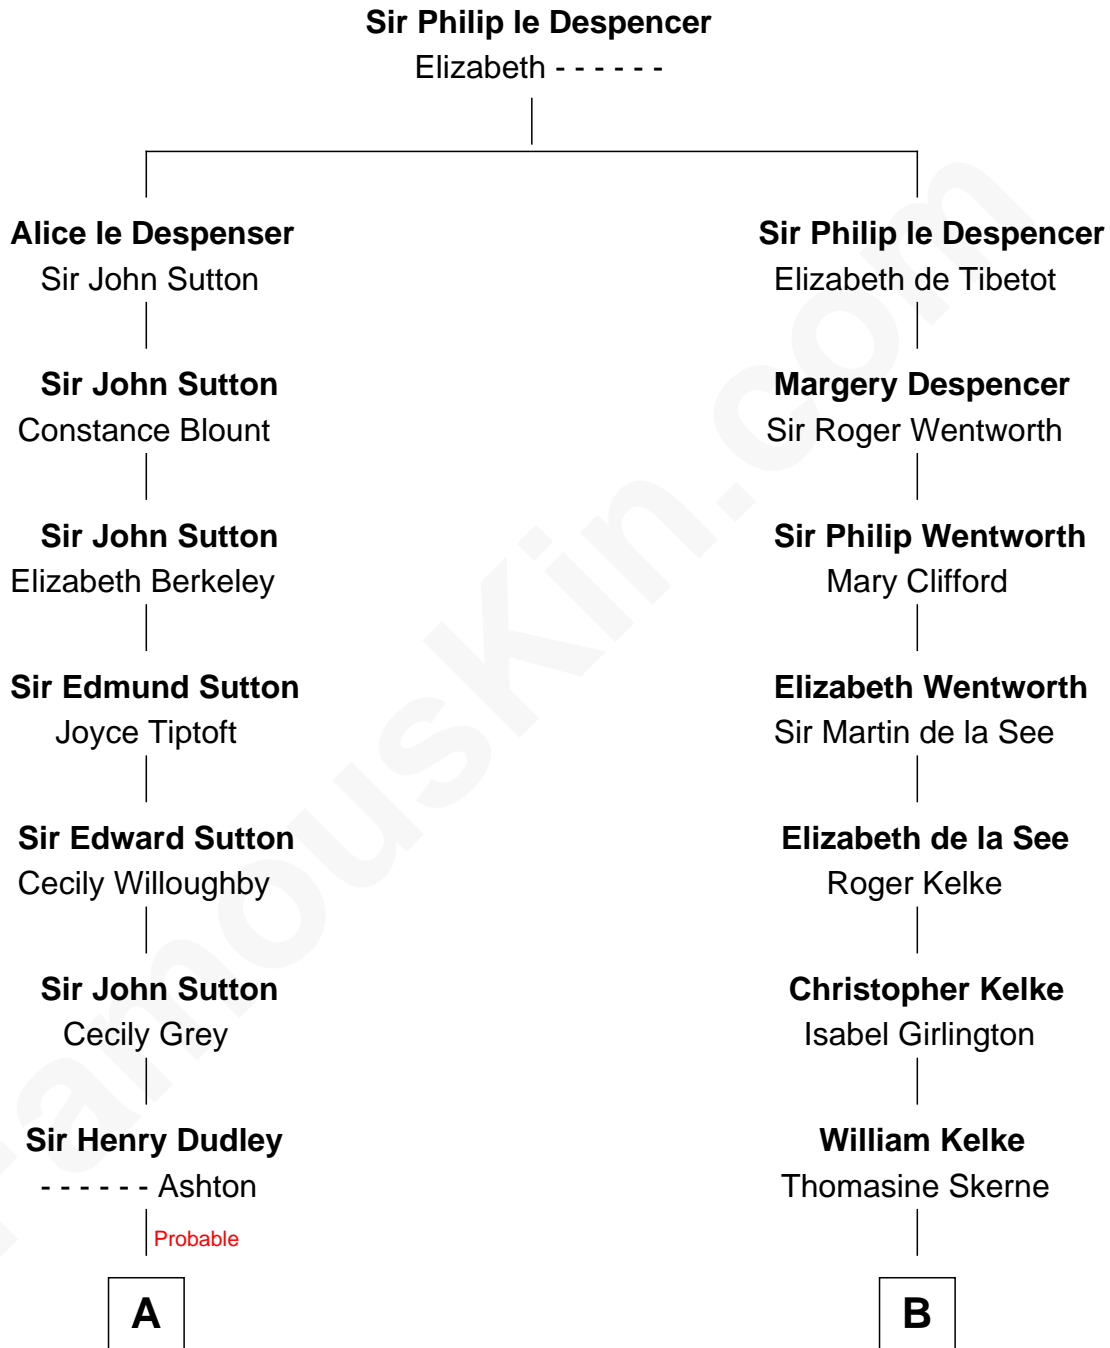 Sir Philip le Despencer
Elizabeth - - - - - -
Alice le Despenser
Sir John Sutton
Sir Philip le Despencer
Elizabeth de Tibetot
Sir John Sutton
Constance Blount
Margery Despencer
Sir Roger Wentworth
Sir John Sutton
Elizabeth Berkeley
Sir Philip Wentworth
Mary Clifford
Sir Edmund Sutton
Joyce Tiptoft
Elizabeth Wentworth
Sir Martin de la See
Sir Edward Sutton
Cecily Willoughby
Elizabeth de la See
Roger Kelke
Sir John Sutton
Cecily Grey
Christopher Kelke
Isabel Girlington
Sir Henry Dudley
- - - - - - Ashton
Probable
William Kelke
Thomasine Skerne
A
B
FamousKin.com